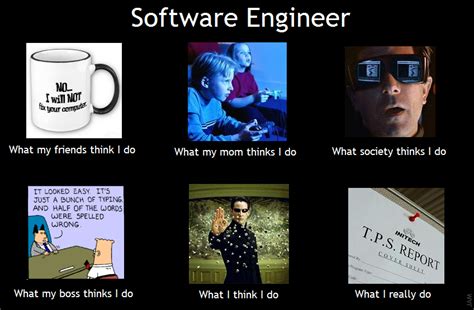 Software Engineer
NO...
I will NOT
fix your computer.
What my friends think I do
What my mom thinks I do
What society thinks I do
IT LOOKED EASY. IT'S
JUST A BUNCH OF TYPING.
AND HALF OF THE WORDS
WERE SPELLED
WRONG.
INITECH
T.P.S. REPORT
COVER SHEET
What my boss thinks I do
What I think I do
What I really do